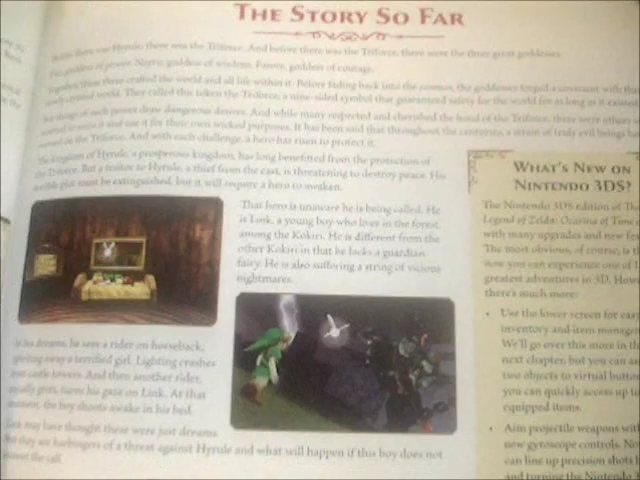 The Story So Far
Before there was Hyrule, there was the Triforce. And before there was the Triforce, there were the three great goddesses.
Din, goddess of power. Nayru, goddess of wisdom. Farore, goddess of courage.
Together, these three crafted the world and all life within it. Before fading back into the cosmos, the goddesses forged a covenant with the
newly created world. They called this token the Triforce, a nine-sided symbol that guaranteed safety for the world for as long as it existed
But things of such power draw dangerous desires. And while many respected and cherished the bond of the Triforce, there were others
wanted to seize it and use it for their own wicked purposes. It has been said that throughout the centuries, a strain of truly evil beings
on the Triforce. And with each challenge, a hero has risen to protect it.
The kingdom of Hyrule, a prosperous kingdom, has long benefitted from the protection of
the Triforce. But a visitor to Hyrule, a thief from the east, is threatening to destroy peace. His
terrible plot must be extinguished, but it will require a hero to awaken.
That hero is unaware he is being called. He
is Link, a young boy who lives in the forest
among the Kokiri. He is different from the
other Kokiri in that he lacks a guardian
fairy. He is also suffering a string of vicious
nightmares.
In his dreams, he sees a rider on horseback,
spiriting away a terrified girl. Lighting crashes
past castle towers. And then another rider,
turns his gaze on Link. At that
moment, the boy shoots awake in his bed.
Link may have thought these were just dreams.
But they are harbingers of a threat against Hyrule and what will happen if this boy does not
answer the call.
What's New on
Nintendo 3DS?
The Nintendo 3DS edition of The
Legend of Zelda: Ocarina of Time
with many upgrades and new
The most obvious, of course, is
now you can experience one of
greatest adventures in 3D.
there's much more:
• Use the lower screen for easy
inventory and item
We'll go over this more in the
next chapter, but you can
two objects to virtual
you can quickly access up to
equipped items.
• Aim projectile weapons with
new gyroscope controls.
can line up precision shots
and turning the Nintendo